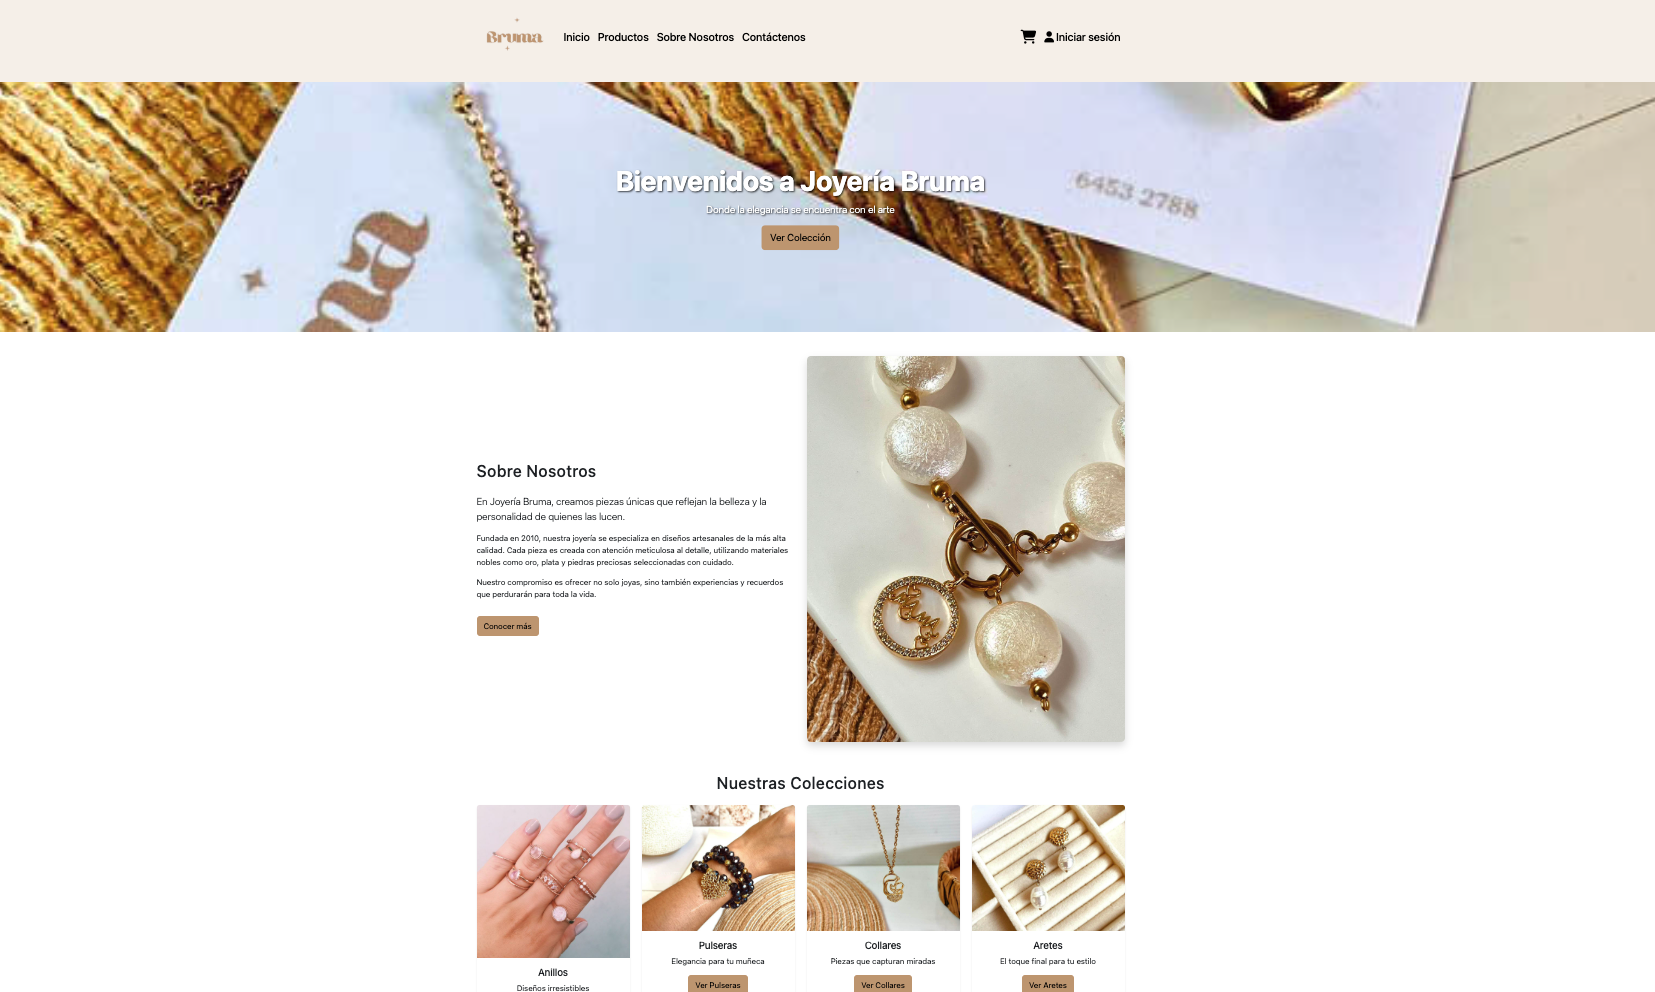 Bruma
Inicio Productos Sobre Nosotros Contáctenos
Iniciar sesión
Bienvenidos a Joyería Bruma
Donde la elegancia se encuentra con el arte
Ver Colección
6453 2788
ma
Sobre Nosotros
En Joyería Bruma, creamos piezas únicas que reflejan la belleza y la
personalidad de quienes las lucen.
Fundada en 2010, nuestra joyería se especializa en diseños artesanales de la más alta
calidad. Cada pieza es creada con atención meticulosa al detalle, utilizando materiales
nobles como oro, plata y piedras preciosas seleccionadas con cuidado.
Nuestro compromiso es ofrecer no solo joyas, sino también experiencias y recuerdos
que perdurarán para toda la vida.
Conocer más
Nuestras Colecciones
Anillos
Diseños irresistibles
Pulseras
Elegancia para tu muñeca
Ver Pulseras
Collares
Piezas que capturan miradas
Ver Collares
Aretes
El toque final para tu estilo
Ver Aretes